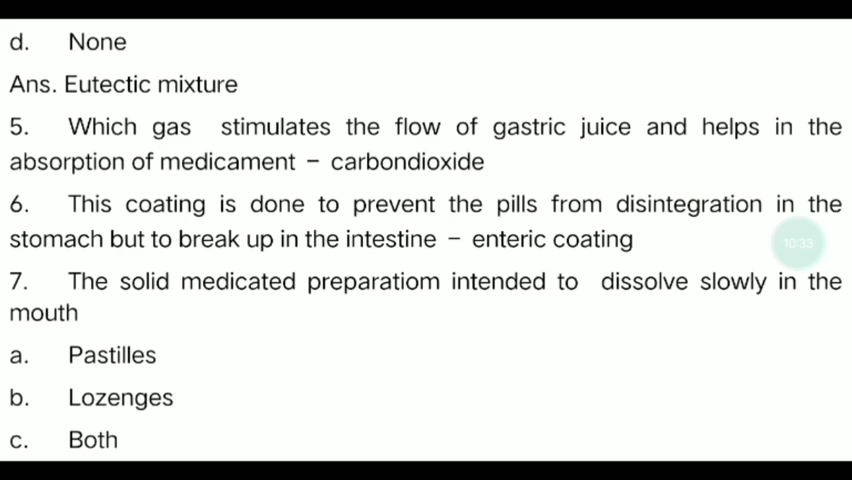 d. None
Ans. Eutectic mixture
5. Which gas stimulates the flow of gastric juice and helps in the
absorption of medicament – carbondioxide
6. This coating is done to prevent the pills from disintegration in the
stomach but to break up in the intestine – enteric coating
10:33
7. The solid medicated preparatiom intended to dissolve slowly in the
mouth
a. Pastilles
b. Lozenges
c. Both